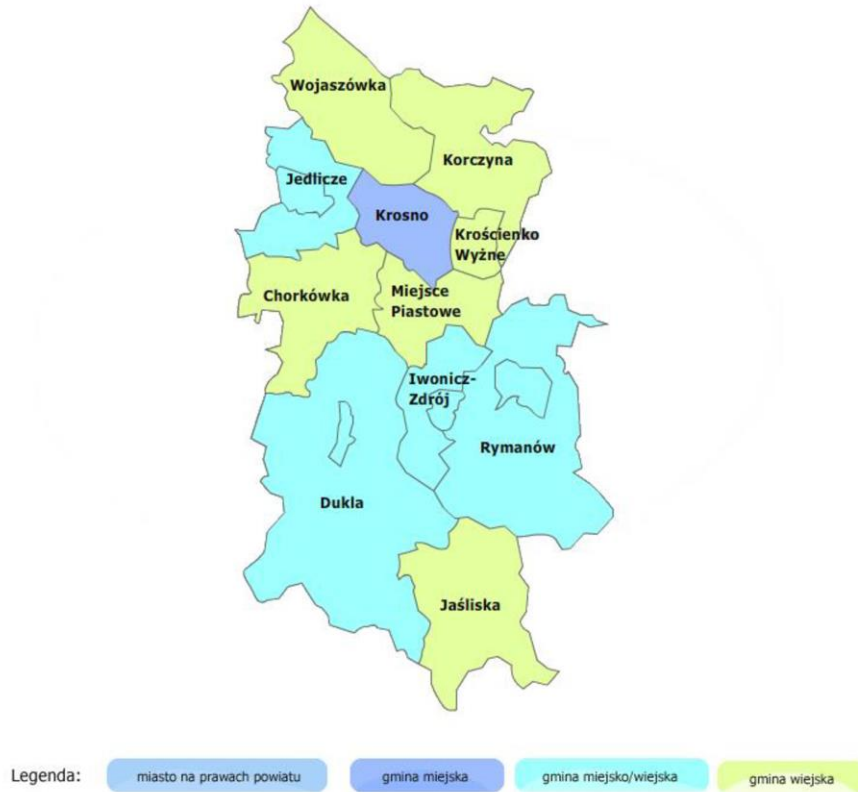 Wojaszówka
Korczyna
Jedlicze
Krosno
Krościenko
Wyżne
Chorkówka
Miejsce
Piastowe
Iwonicz-
Zdrój
Rymanów
Dukla
Jaśliska
Legenda: miasto na prawach powiatu gmina miejska gmina miejsko/wiejska gmina wiejska